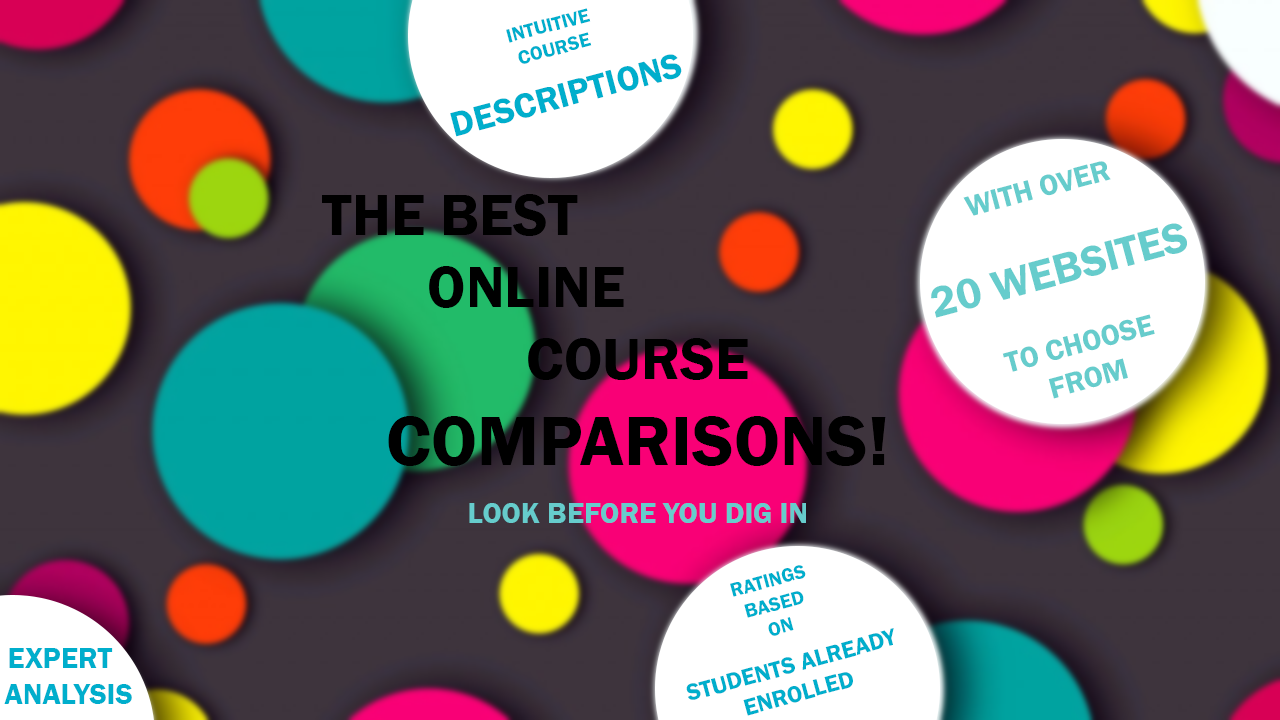 INTUITIVE
COURSE
DESCRIPTIONS
WITH OVER
20 WEBSITES
TO CHOOSE
FROM
THE BEST
ONLINE
COURSE
COMPARISONS!
LOOK BEFORE YOU DIG IN
RATINGS
BASED
ON
STUDENTS ALREADY
ENROLLED
EXPERT
ANALYSIS